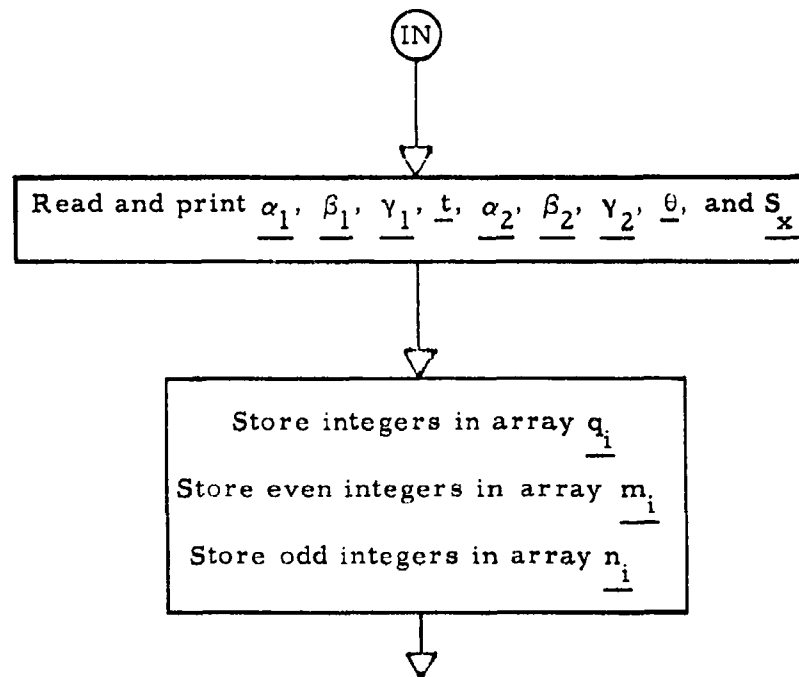 IN
Read and print α₁, β₁, γ₁, t, α₂, β₂, γ₂, θ, and Sₓ
Store integers in array qᵢ
Store even integers in array mᵢ
Store odd integers in array nᵢ